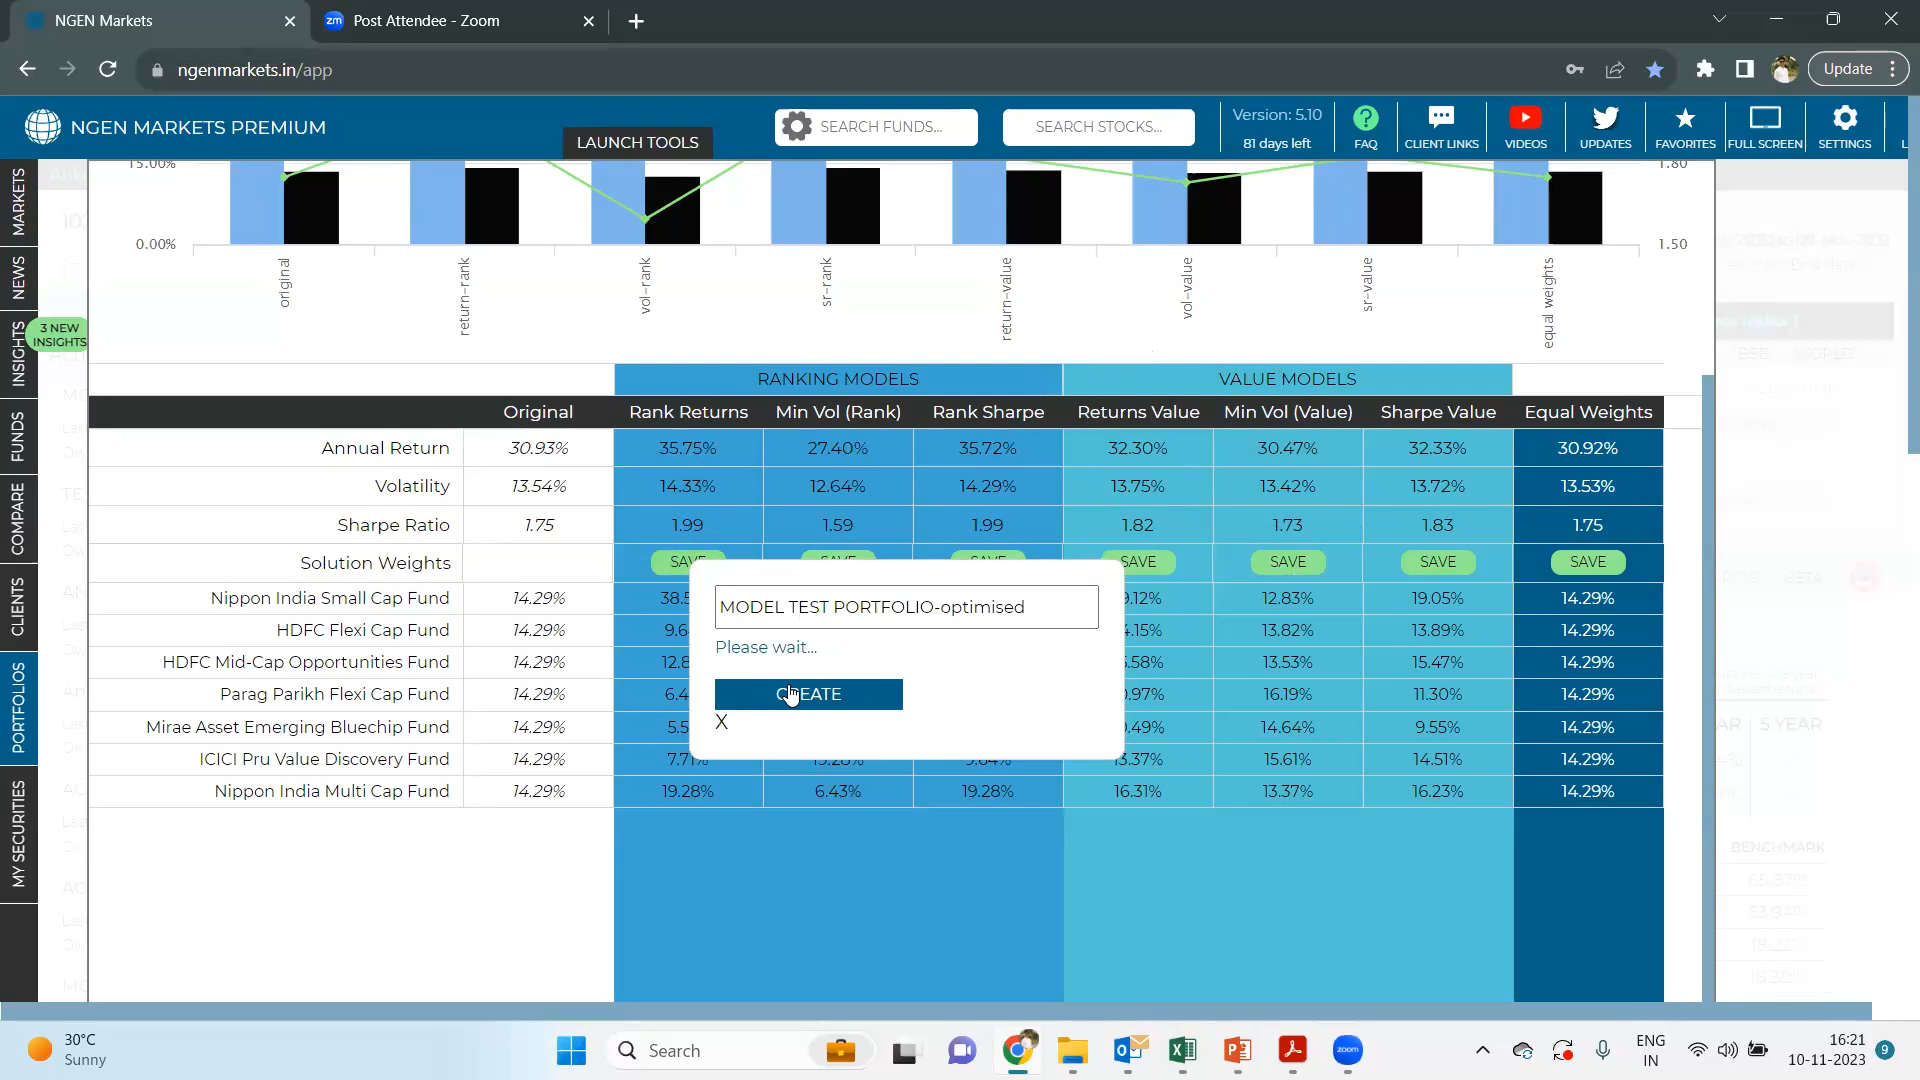 NGEN Markets
Post Attendee - Zoom
ngenmarkets.in/app
Update
NGEN MARKETS PREMIUM
LAUNCH TOOLS
SEARCH FUNDS...
SEARCH STOCKS...
Version: 5.10
81 days left
FAQ
CLIENT LINKS
VIDEOS
UPDATES
FAVORITES
FULL SCREEN
SETTINGS
MARKETS
NEWS
INSIGHTS
3 NEW
INSIGHTS
FUNDS
COMPARE
CLIENTS
PORTFOLIOS
MY SECURITIES
15.00%
1.80
0.00%
1.50
original
return-rank
vol-rank
sr-rank
return-value
vol-value
sr-value
equal weights
RANKING MODELS VALUE MODELS
Original Rank Returns Min Vol (Rank) Rank Sharpe Returns Value Min Vol (Value) Sharpe Value Equal Weights
Annual Return 30.93% 35.75% 27.40% 35.72% 32.30% 30.47% 32.33% 30.92%
Volatility 13.54% 14.33% 12.64% 14.29% 13.75% 13.42% 13.72% 13.53%
Sharpe Ratio 1.75 1.99 1.59 1.99 1.82 1.73 1.83 1.75
Solution Weights SAVE SAVE SAVE SAVE SAVE SAVE SAVE
Nippon India Small Cap Fund 14.29% 12.83% 19.05% 14.29%
HDFC Flexi Cap Fund 14.29% 13.82% 13.89% 14.29%
HDFC Mid-Cap Opportunities Fund 14.29% 13.53% 15.47% 14.29%
Parag Parikh Flexi Cap Fund 14.29% 16.19% 11.30% 14.29%
Mirae Asset Emerging Bluechip Fund 14.29% 14.64% 9.55% 14.29%
ICICI Pru Value Discovery Fund 14.29% 7.71% 13.37% 15.61% 14.51% 14.29%
Nippon India Multi Cap Fund 14.29% 19.28% 6.43% 19.28% 16.31% 13.37% 16.23% 14.29%
MODEL TEST PORTFOLIO-optimised
Please wait...
CREATE
X
5 YEAR
BENCHMARK
30°C
Sunny
Search
ENG
IN
16:21
10-11-2023
9